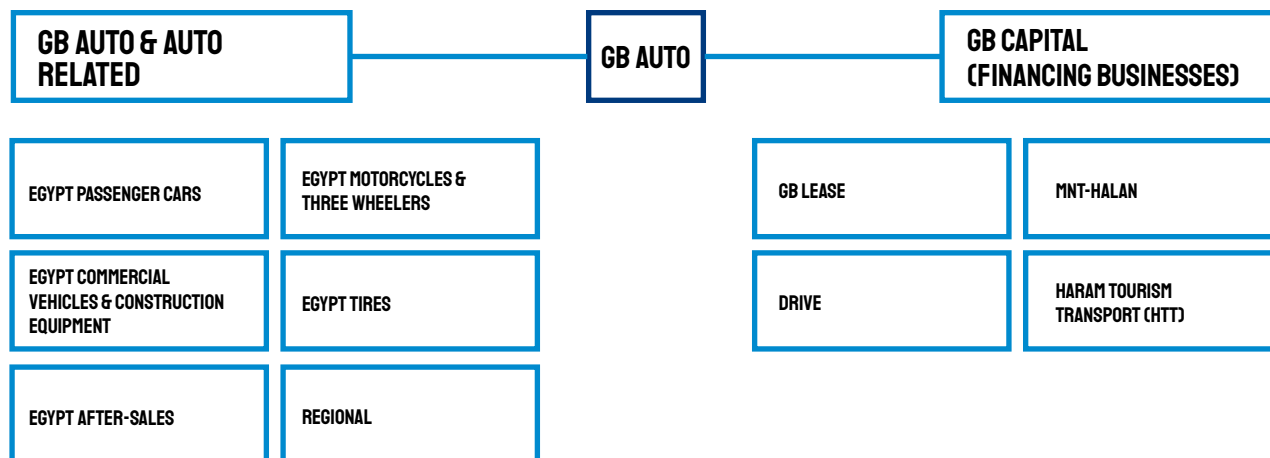 GB AUTO & AUTO
RELATED
GB AUTO
GB CAPITAL
(FINANCING BUSINESSES)
EGYPT PASSENGER CARS
EGYPT MOTORCYCLES &
THREE WHEELERS
EGYPT COMMERCIAL
VEHICLES & CONSTRUCTION
EQUIPMENT
EGYPT TIRES
EGYPT AFTER-SALES
REGIONAL
GB LEASE
MNT-HALAN
DRIVE
HARAM TOURISM
TRANSPORT (HTT)